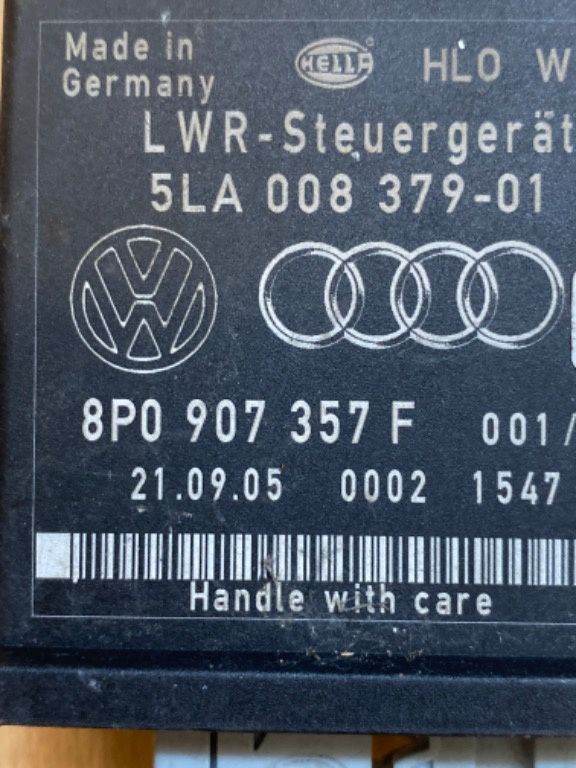 Made in
Germany
HELLA
HLO W
LWR-Steuergerät
5LA 008 379-01
8P0 907 357 F 001/
21.09.05 0002 1547
Handle with care